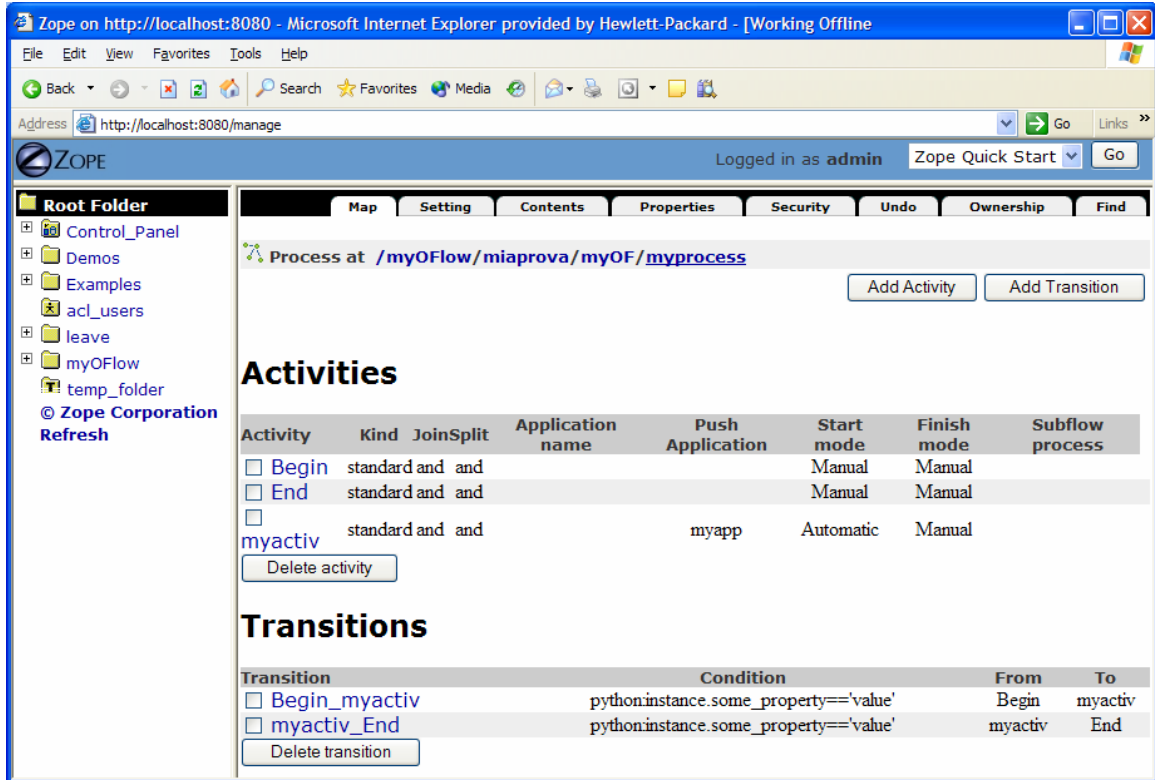 Zope on http://localhost:8080 - Microsoft Internet Explorer provided by Hewlett-Packard - [Working Offline
File Edit View Favorites Tools Help
Back Search Favorites Media
Address http://localhost:8080/manage Go Links »
ZOPE Logged in as admin Zope Quick Start Go
Root Folder
Control_Panel
Demos
Examples
acl_users
leave
myOFlow
temp_folder
© Zope Corporation
Refresh
Map Setting Contents Properties Security Undo Ownership Find
Process at /myOFlow/miaprova/myOF/myprocess
Add Activity Add Transition
Activities
Activity Kind JoinSplit Application name Push Application Start mode Finish mode Subflow process
Begin standard and and Manual Manual
End standard and and Manual Manual
myactiv standard and and myapp Automatic Manual
Delete activity
Transitions
Transition Condition From To
Begin_myactiv python:instance.some_property=='value' Begin myactiv
myactiv_End python:instance.some_property=='value' myactiv End
Delete transition